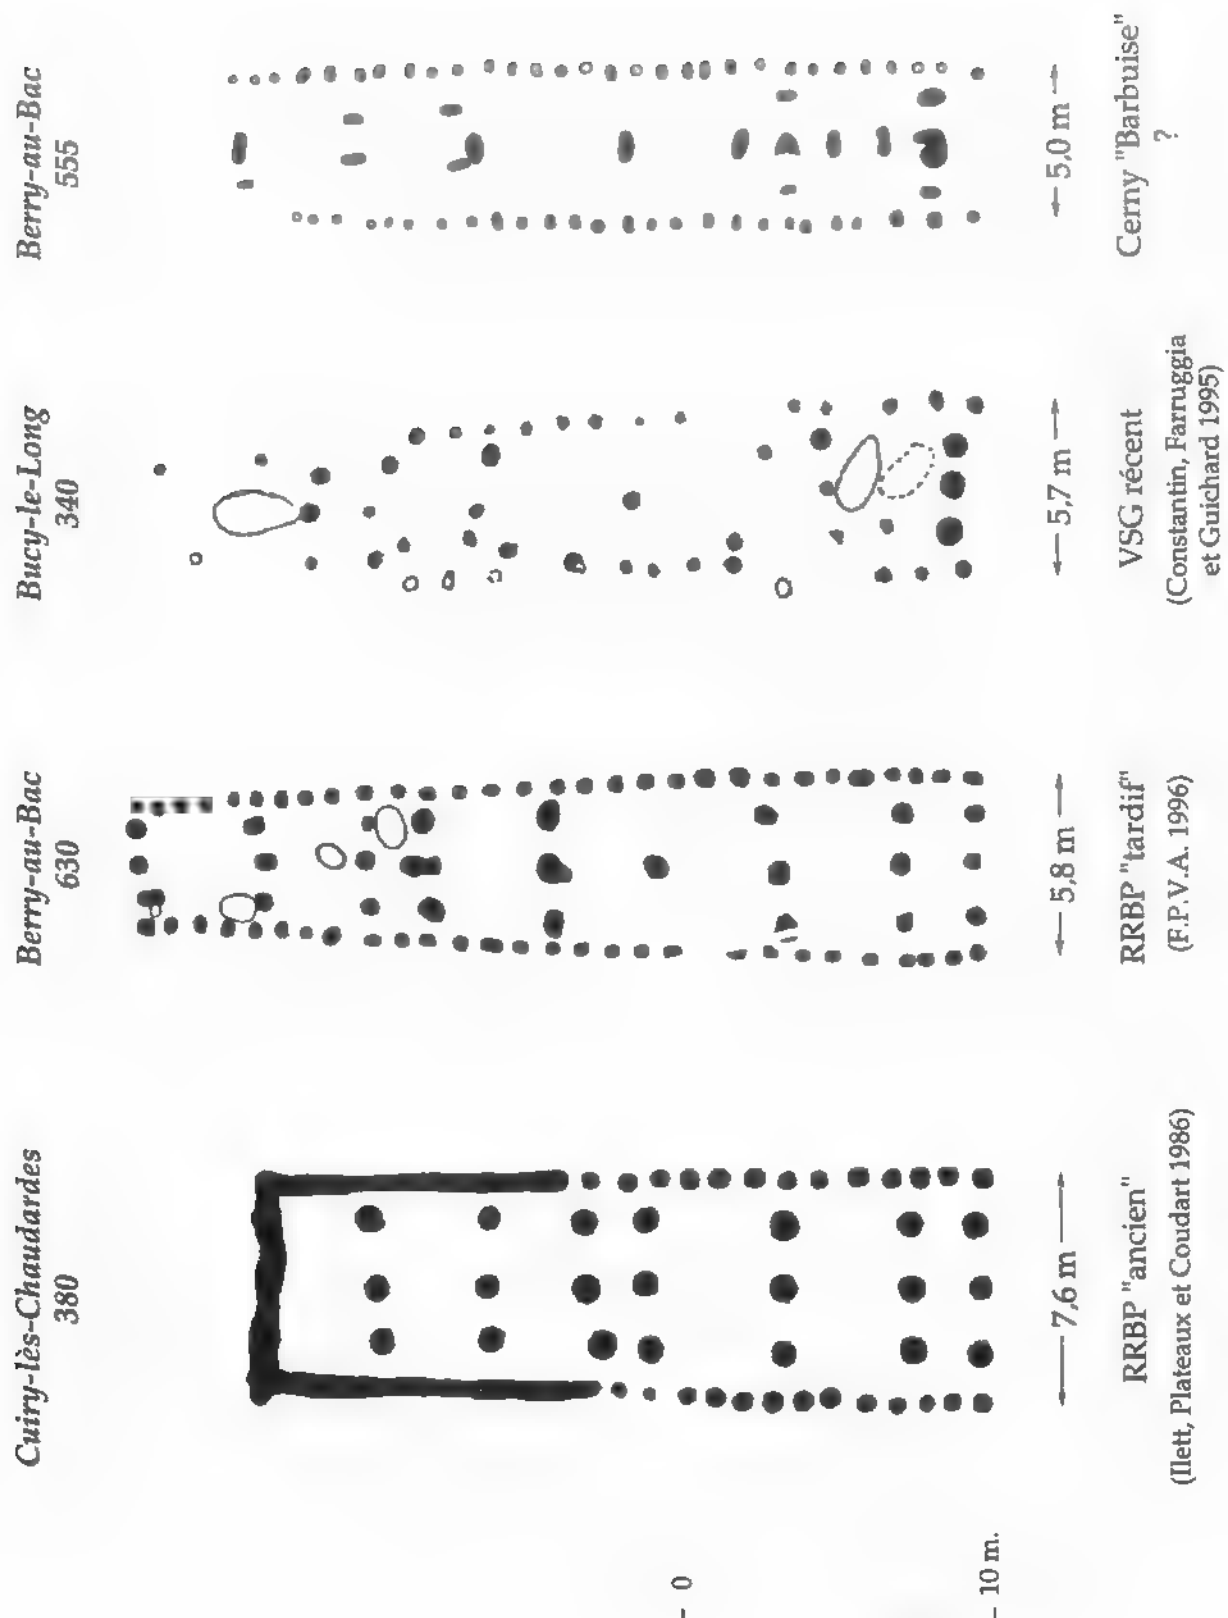 Cuiry-lès-Chaudardes
380
Berry-au-Bac
630
Bucy-le-Long
340
Berry-au-Bac
555
0
10 m.
7,6 m
5,8 m
5,7 m
5,0 m
RRBP "ancien"
(Ilett, Plateaux et Coudart 1986)
RRBP "tardif"
(F.P.V.A. 1996)
VSG récent
(Constantin, Farruggia
et Guichard 1995)
Cerny "Barbuise"
?